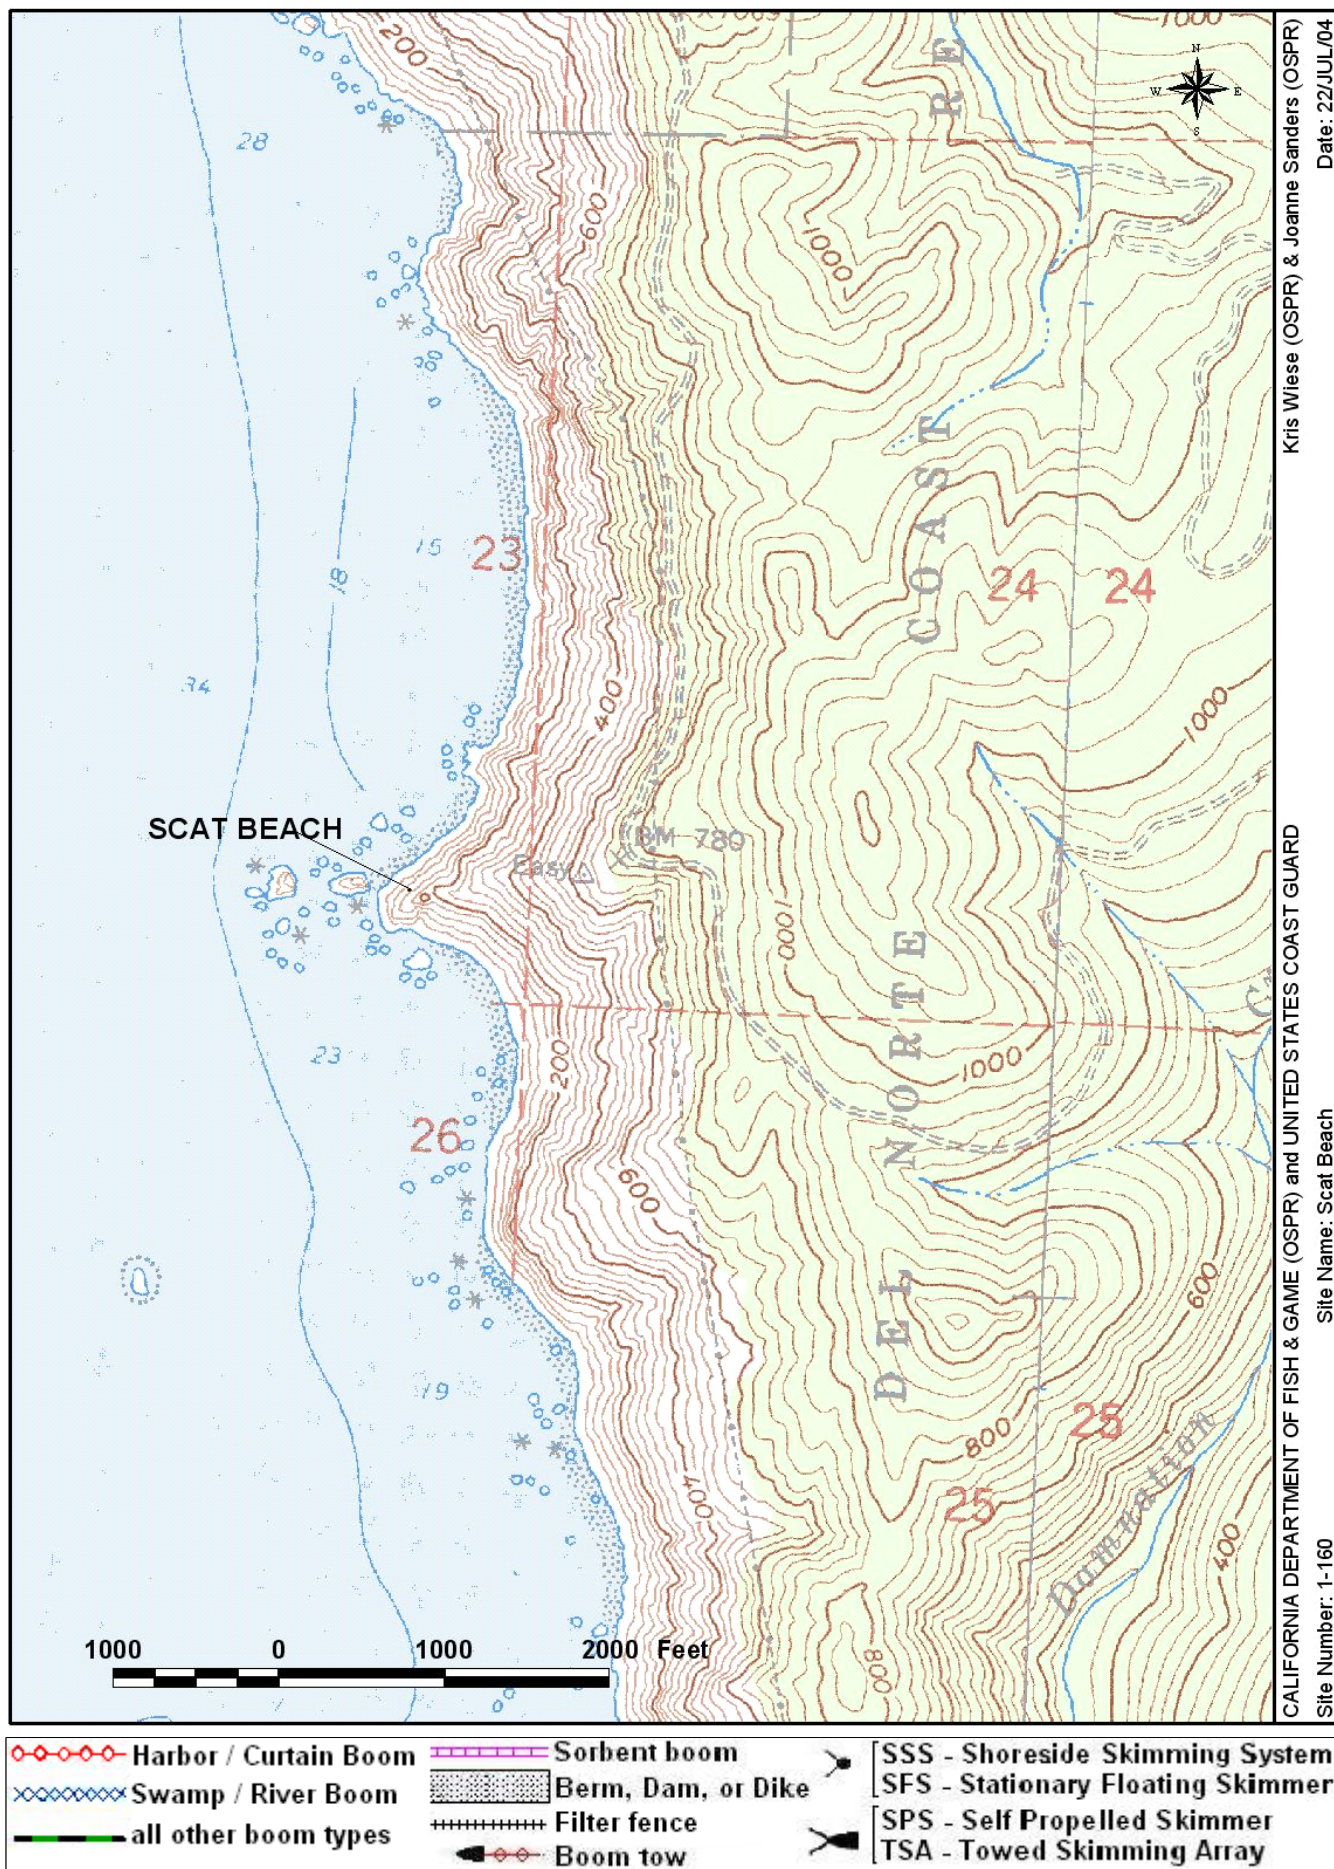 200
1000
28
R E
N
W E
S
600
1000
30
23
15
18
C O A S T
24
24
34
400
1000
SCAT BEACH
BM 780
Easy
1000
23
200
1000
26
600
D E L N O R T E
600
19
800
25
400
25
Damnation
400
800
1000 0 1000 2000 Feet
Kris Wiese (OSPR) & Joanne Sanders (OSPR)
Date: 22/JUL/04
CALIFORNIA DEPARTMENT OF FISH & GAME (OSPR) and UNITED STATES COAST GUARD
Site Name: Scat Beach
Site Number: 1-160
Harbor / Curtain Boom
Swamp / River Boom
all other boom types
Sorbent boom
Berm, Dam, or Dike
Filter fence
Boom tow
SSS - Shoreside Skimming System
SFS - Stationary Floating Skimmer
SPS - Self Propelled Skimmer
TSA - Towed Skimming Array